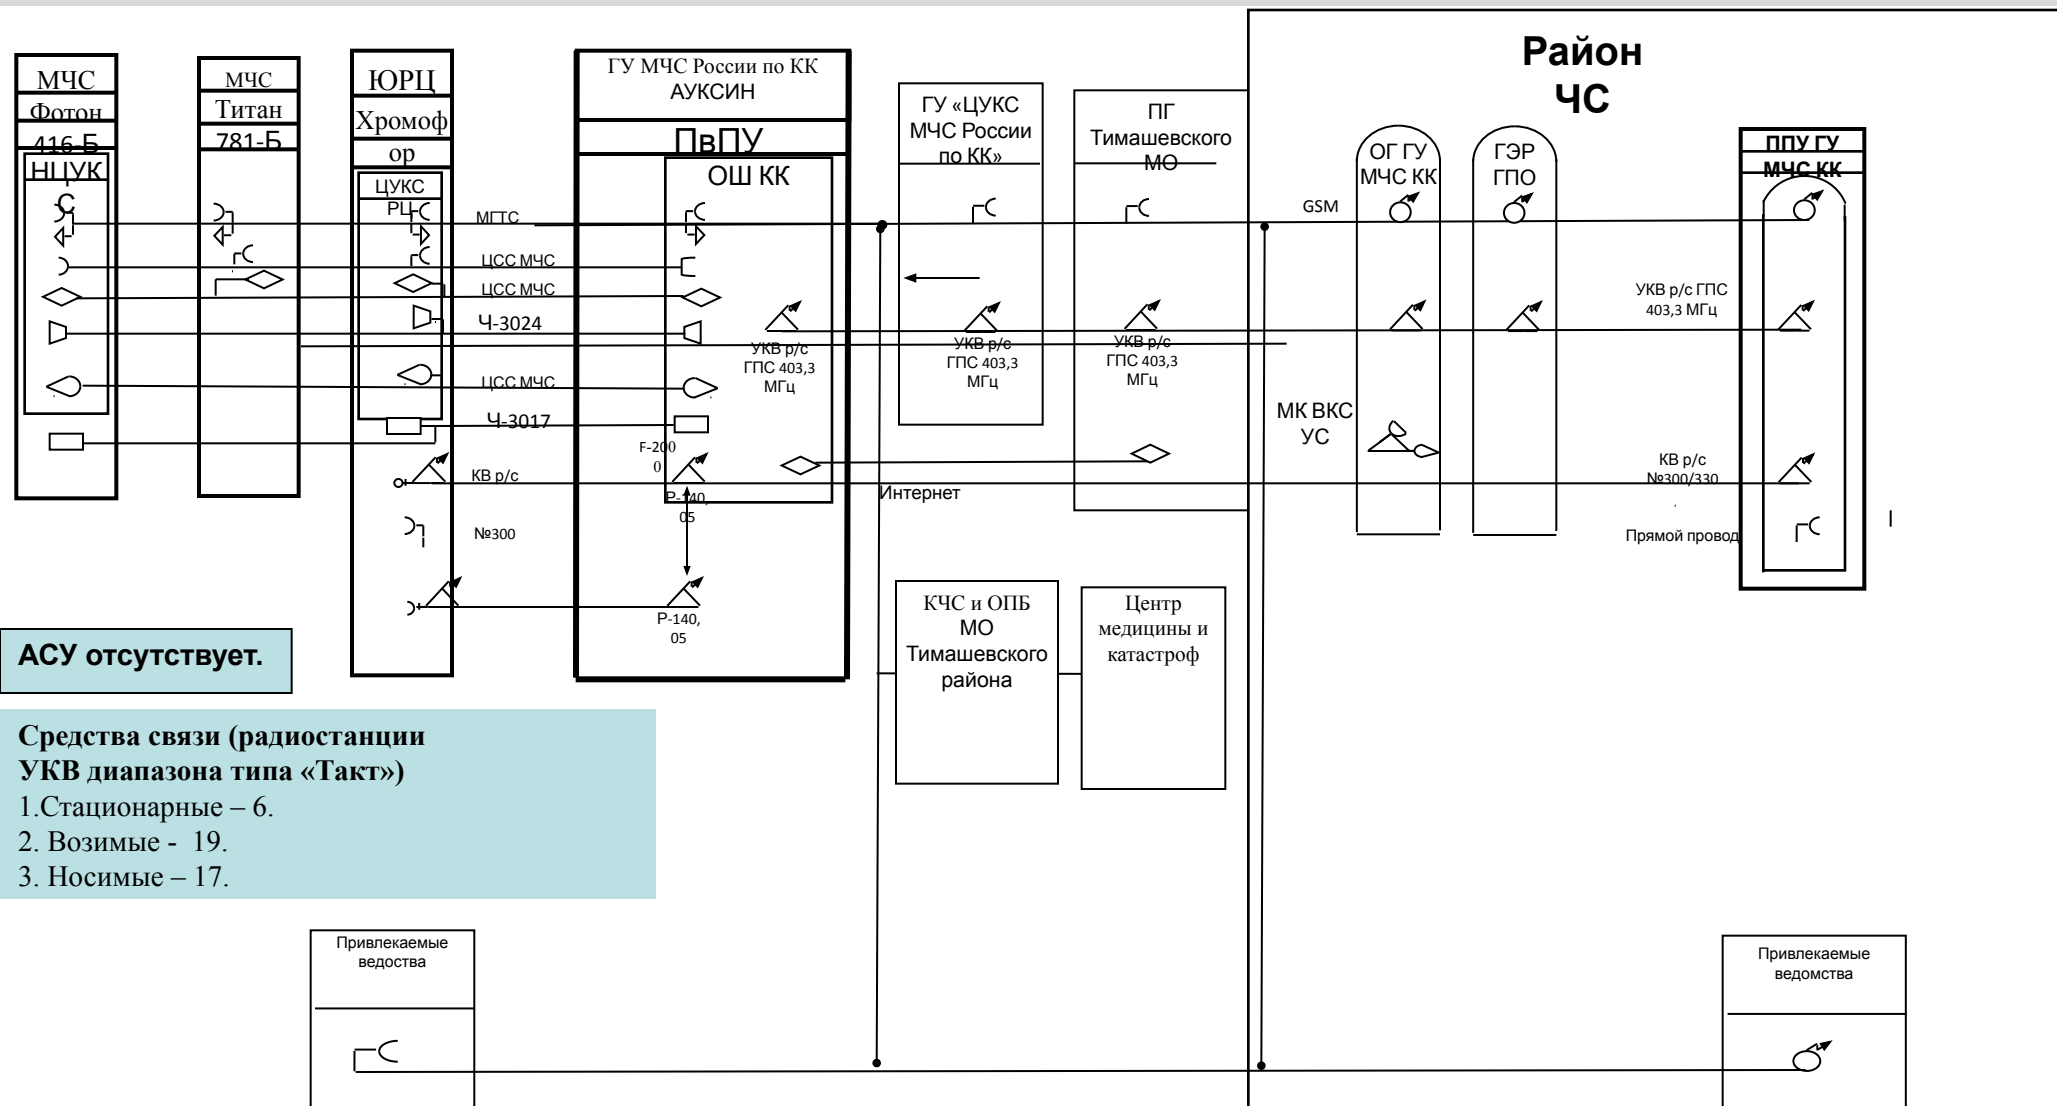 Район
ЧС
МЧС
Фотон
416-Б
НЦУК
С
МЧС
Титан
781-Б
ЮРЦ
Хромоф
ор
ЦУКС
РЦ
ГУ МЧС России по КК
АУКСИН
ПвПУ
ОШ КК
ГУ «ЦУКС
МЧС России
по КК»
ПГ
Тимашевского
МО
ОГ ГУ
МЧС КК
ГЭР
ГПО
ППУ ГУ
МЧС КК
МГТС
GSM
ЦСС МЧС
ЦСС МЧС
Ч-3024
ЦСС МЧС
Ч-3017
УКВ р/с
ГПС 403,3
МГц
УКВ р/с
ГПС 403,3
МГц
УКВ р/с
ГПС 403,3
МГц
УКВ р/с ГПС
403,3 МГц
МК ВКС
УС
F-200
0
КВ р/с
Р-140,
05
Интернет
КВ р/с
№300/330
№300
Прямой провод
Р-140,
05
КЧС и ОПБ
МО
Тимашевского
района
Центр
медицины и
катастроф
АСУ отсутствует.
Средства связи (радиостанции
УКВ диапазона типа «Такт»)
1.Стационарные – 6.
2. Возимые - 19.
3. Носимые – 17.
Привлекаемые
ведоства
Привлекаемые
ведомства